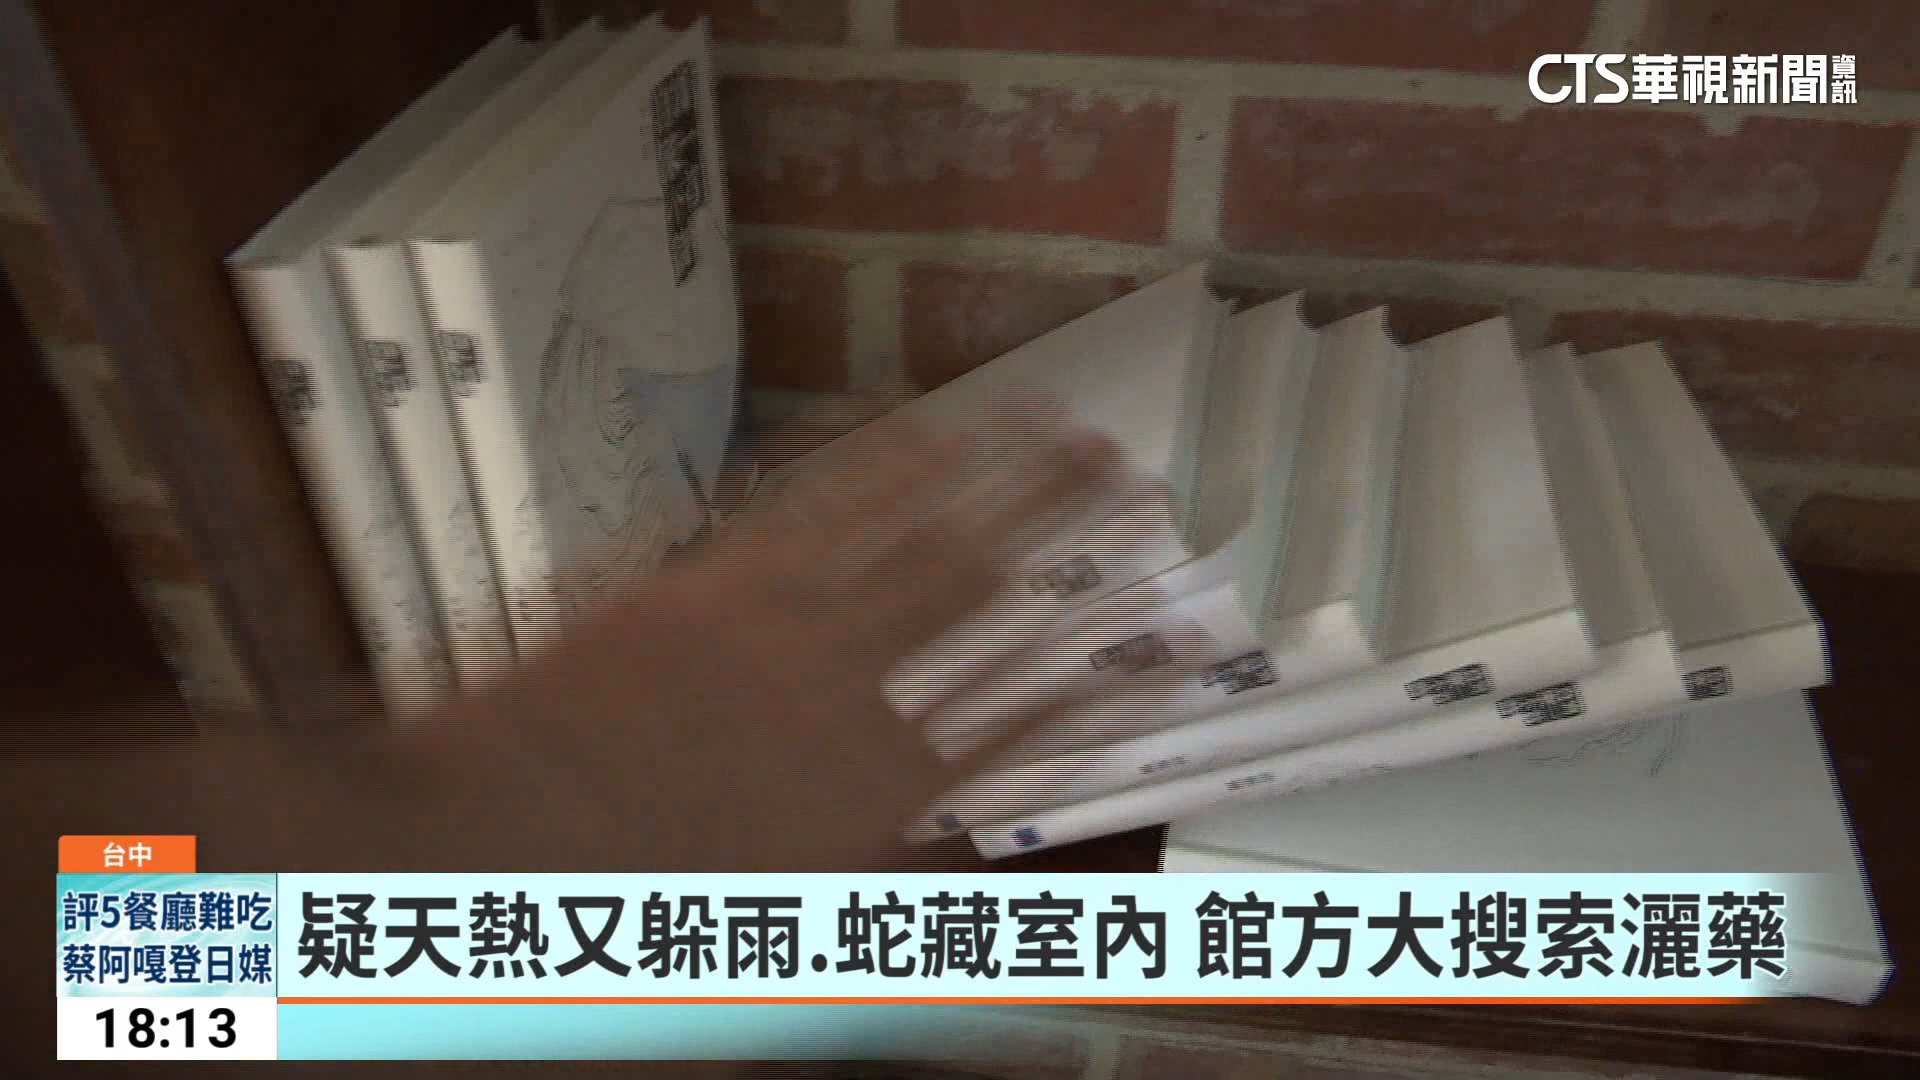 CTS華視新聞資訊
台中
評5餐廳難吃
蔡阿嘎登日媒
疑天熱又躲雨.蛇藏室內 館方大搜索灑藥
18:13